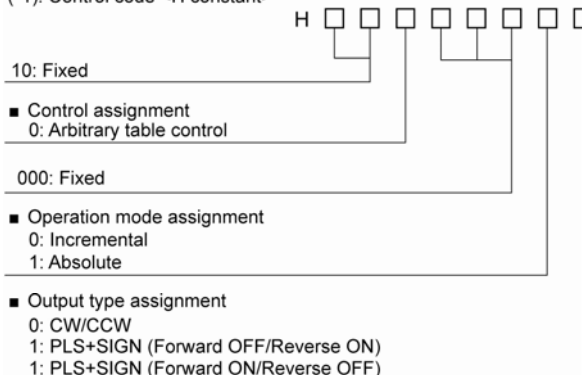 (*1): Control code <H constant>
H □ □ □ □ □ □ □ □
10: Fixed
■ Control assignment
0: Arbitrary table control
000: Fixed
■ Operation mode assignment
0: Incremental
1: Absolute
■ Output type assignment
0: CW/CCW
1: PLS+SIGN (Forward OFF/Reverse ON)
1: PLS+SIGN (Forward ON/Reverse OFF)